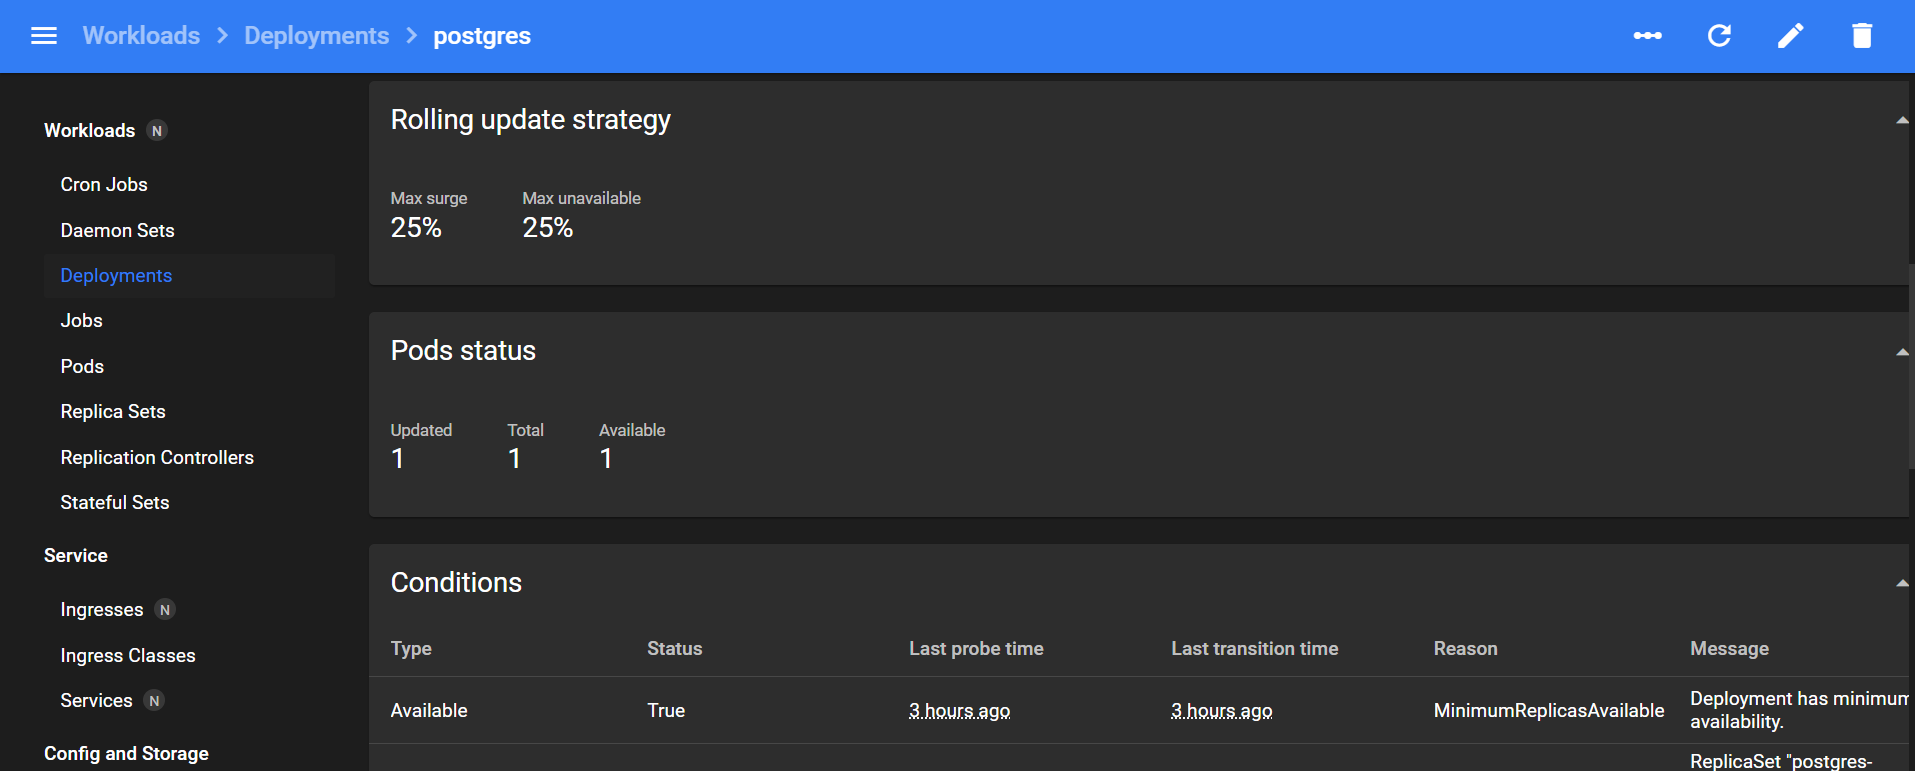 Workloads > Deployments > postgres
Workloads N
Cron Jobs
Daemon Sets
Deployments
Jobs
Pods
Replica Sets
Replication Controllers
Stateful Sets
Service
Ingresses N
Ingress Classes
Services N
Config and Storage
Rolling update strategy
Max surge Max unavailable
25% 25%
Pods status
Updated Total Available
1 1 1
Conditions
Type Status Last probe time Last transition time Reason Message
Available True 3 hours ago 3 hours ago MinimumReplicasAvailable Deployment has minimum
availability.
ReplicaSet "postgres-